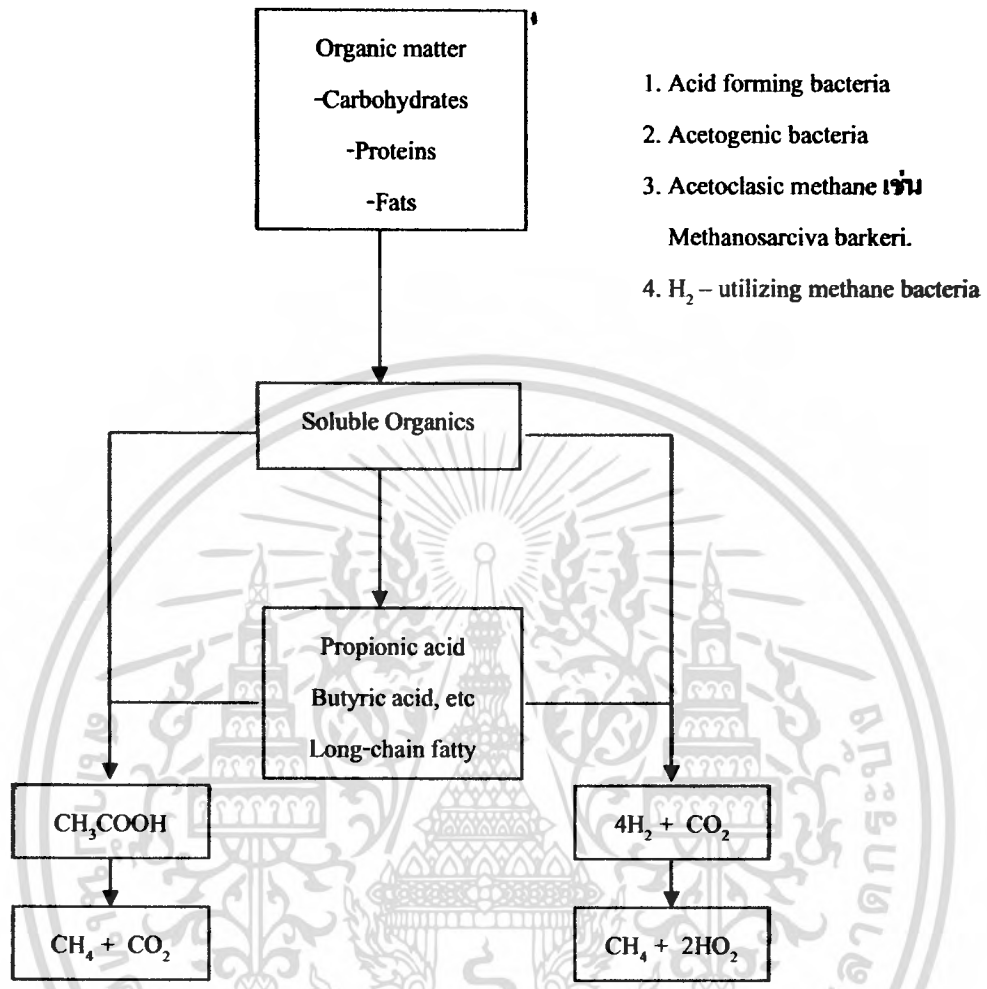 Organic matter
-Carbohydrates
-Proteins
-Fats
1. Acid forming bacteria
2. Acetogenic bacteria
3. Acetoclasic methane เช่น
Methanosarciva barkeri.
4. H₂ – utilizing methane bacteria
Soluble Organics
Propionic acid
Butyric acid, etc
Long-chain fatty
CH₃COOH
4H₂ + CO₂
CH₄ + CO₂
CH₄ + 2HO₂